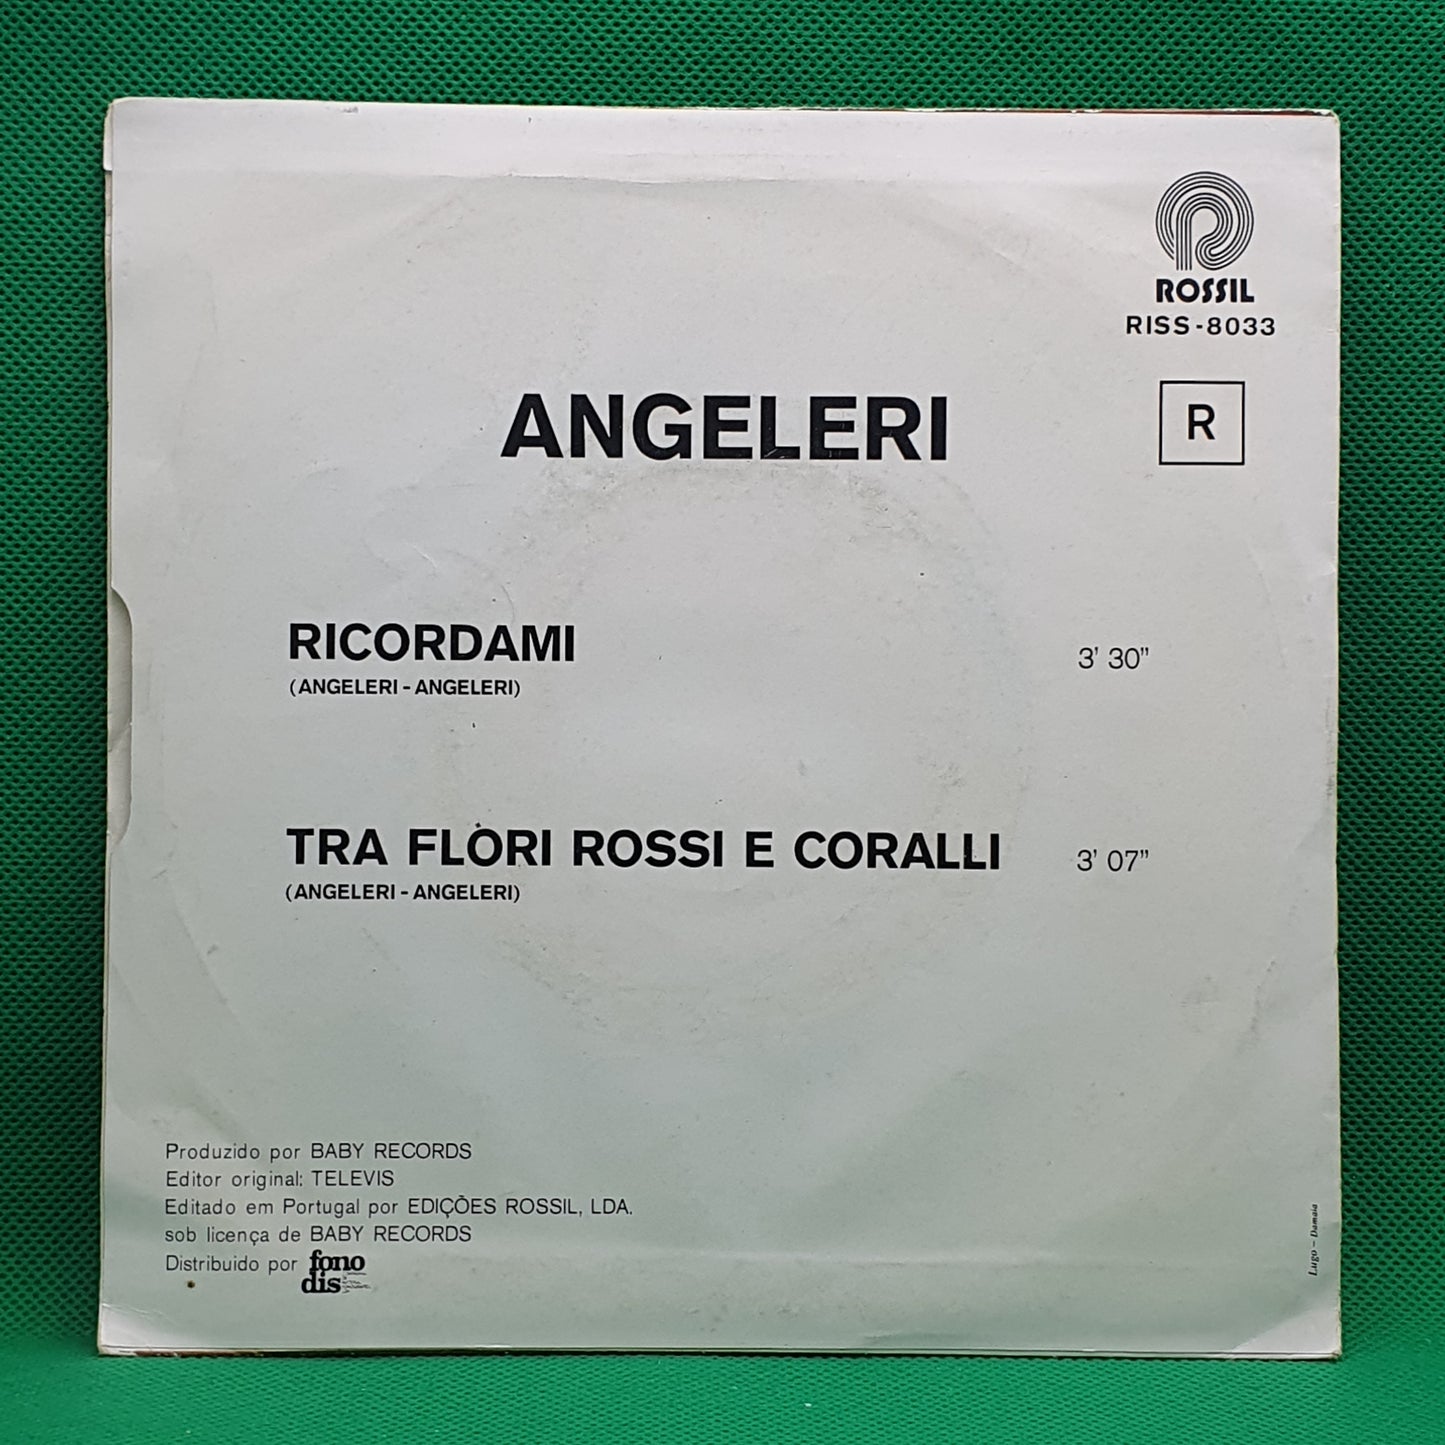 ROSSIL
RISS-8033
R
ANGELERI
RICORDAMI 3' 30"
(ANGELERI - ANGELERI)
TRA FLORI ROSSI E CORALLI 3' 07"
(ANGELERI - ANGELERI)
Produzido por BABY RECORDS
Editor original: TELEVIS
Editado em Portugal por EDIÇÕES ROSSIL, LDA.
sob licença de BABY RECORDS
Distribuido por fono
dis
Lugo - Damaia